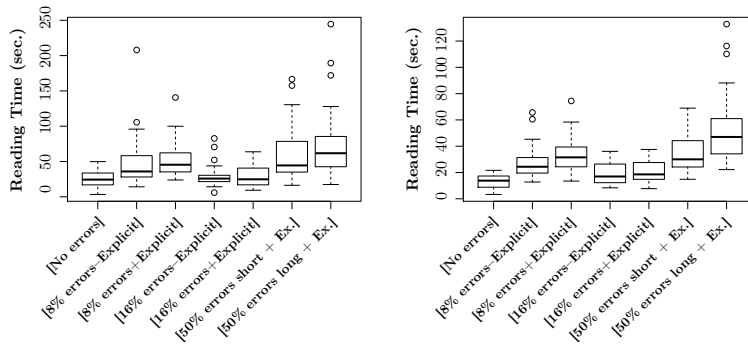 Reading Time (sec.)
0
50
100
150
200
250
[No errors]
[8% errors−Explicit]
[8% errors+Explicit]
[16% errors−Explicit]
[16% errors+Explicit]
[50% errors short + Ex.]
[50% errors long + Ex.]
Reading Time (sec.)
0
20
40
60
80
100
120
[No errors]
[8% errors−Explicit]
[8% errors+Explicit]
[16% errors−Explicit]
[16% errors+Explicit]
[50% errors short + Ex.]
[50% errors long + Ex.]